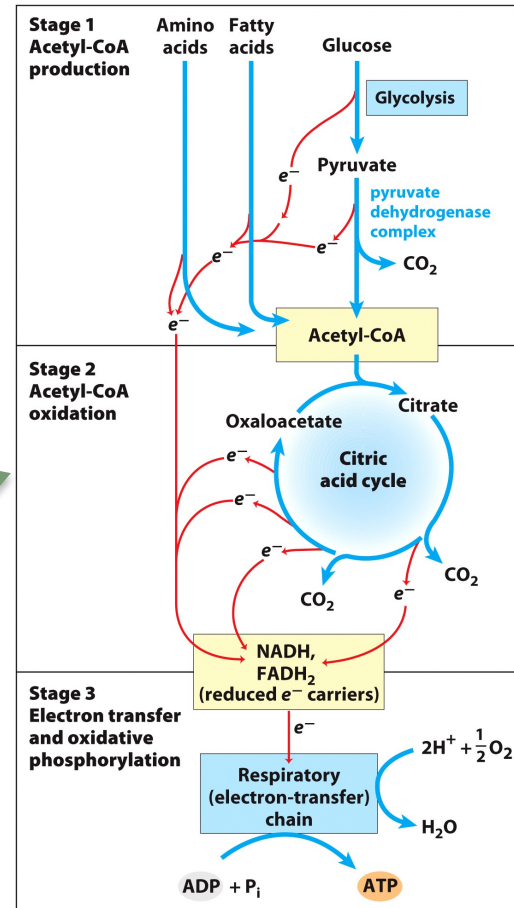 Stage 1
Acetyl-CoA
production
Amino
acids
Fatty
acids
Glucose
Glycolysis
Pyruvate
e⁻
pyruvate
dehydrogenase
complex
e⁻
e⁻
CO₂
e⁻
Acetyl-CoA
Stage 2
Acetyl-CoA
oxidation
Oxaloacetate
Citrate
Citric
acid cycle
e⁻
e⁻
e⁻
CO₂
e⁻
CO₂
NADH,
FADH₂
(reduced e⁻ carriers)
Stage 3
Electron transfer
and oxidative
phosphorylation
e⁻
2H⁺ + ½O₂
Respiratory
(electron-transfer)
chain
H₂O
ADP + Pᵢ
ATP